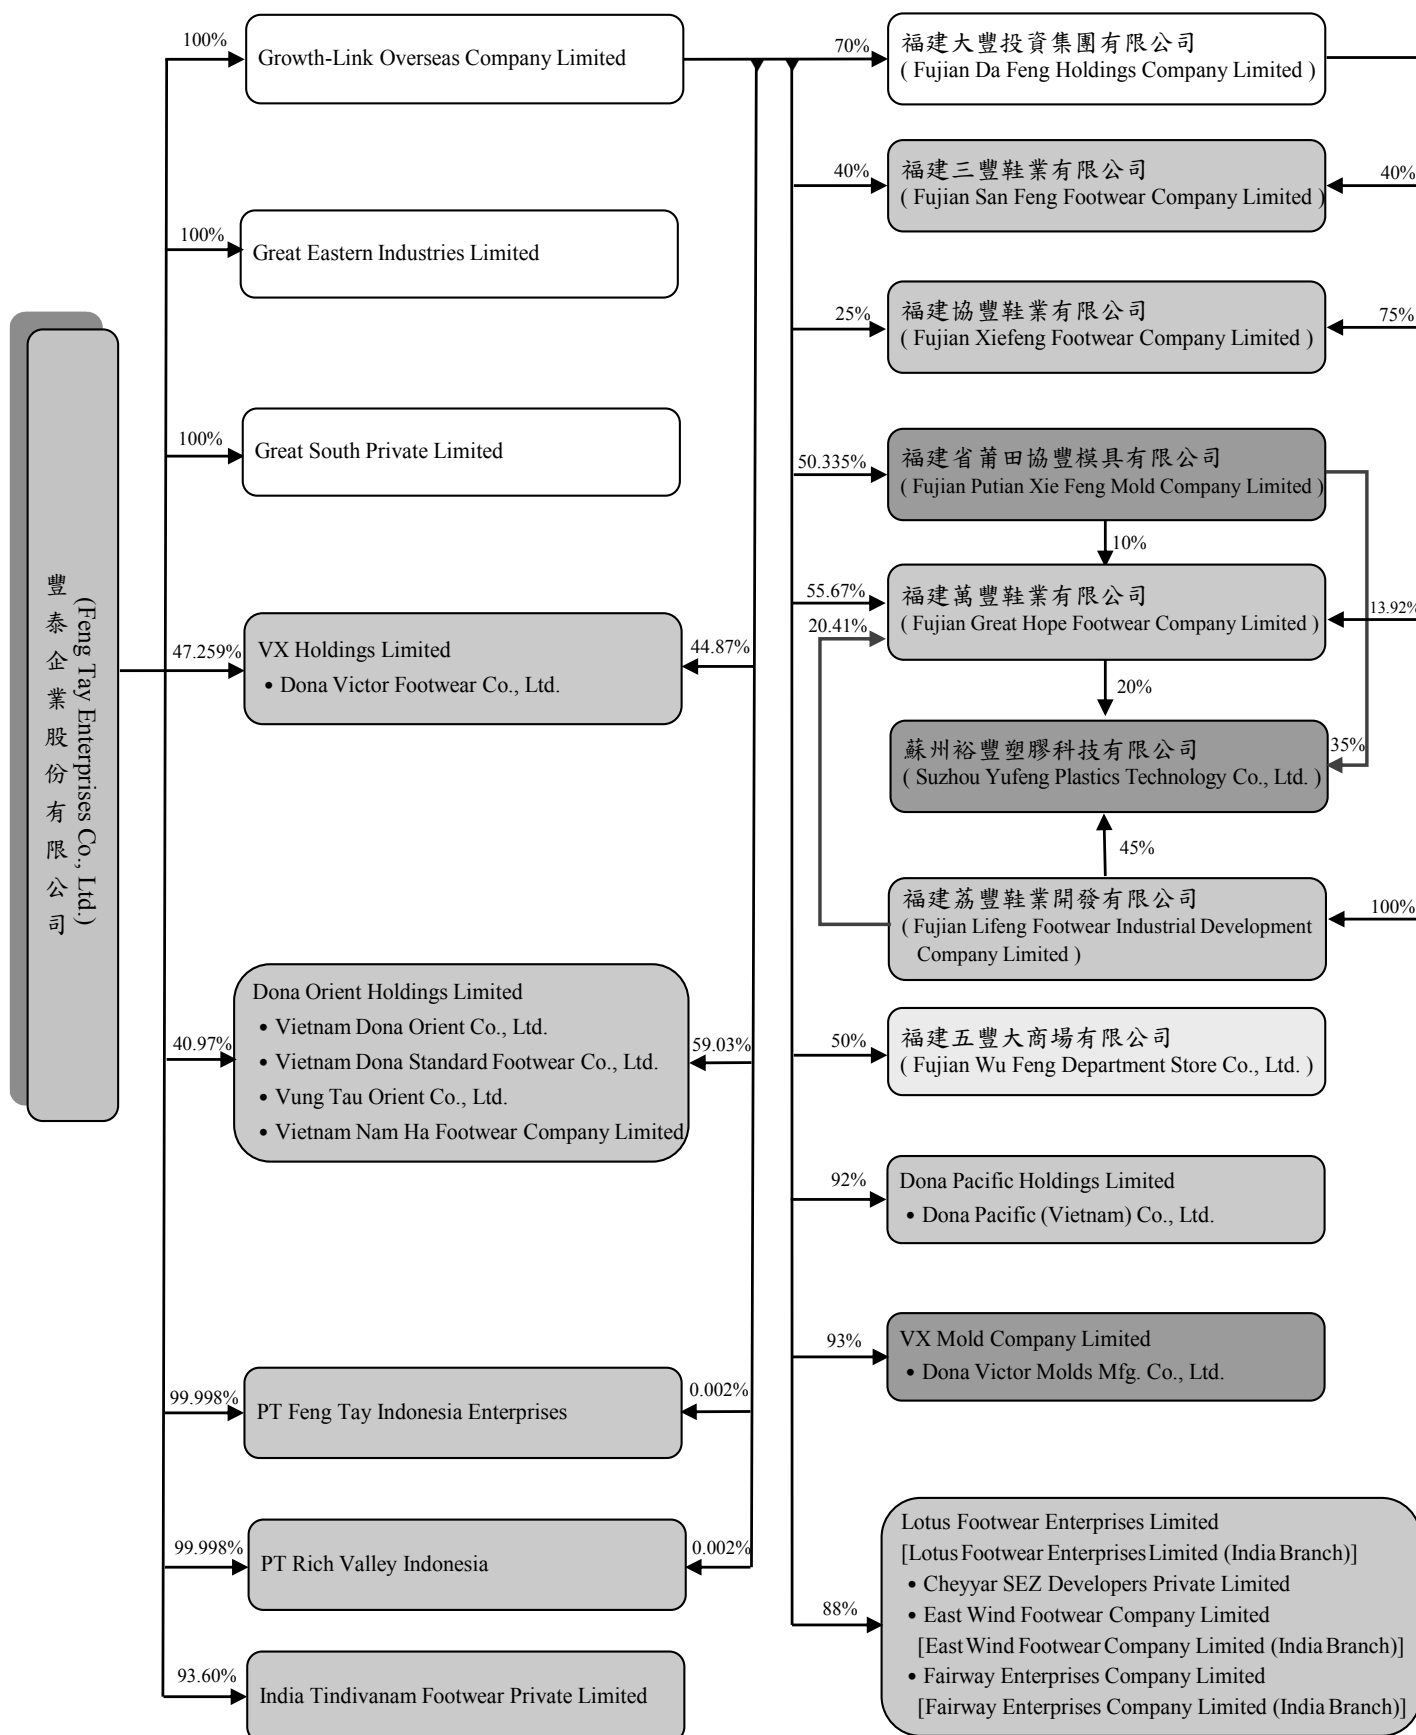 豐泰企業股份有限公司
(Feng Tay Enterprises Co., Ltd.)
100%
Growth-Link Overseas Company Limited
100%
Great Eastern Industries Limited
100%
Great South Private Limited
47.259%
VX Holdings Limited
• Dona Victor Footwear Co., Ltd.
44.87%
40.97%
Dona Orient Holdings Limited
• Vietnam Dona Orient Co., Ltd.
• Vietnam Dona Standard Footwear Co., Ltd.
• Vung Tau Orient Co., Ltd.
• Vietnam Nam Ha Footwear Company Limited
59.03%
99.998%
PT Feng Tay Indonesia Enterprises
0.002%
99.998%
PT Rich Valley Indonesia
0.002%
93.60%
India Tindivanam Footwear Private Limited
70%
福建大豐投資集團有限公司
( Fujian Da Feng Holdings Company Limited )
40%
福建三豐鞋業有限公司
( Fujian San Feng Footwear Company Limited )
40%
25%
福建協豐鞋業有限公司
( Fujian Xiefeng Footwear Company Limited )
75%
50.335%
福建省莆田協豐模具有限公司
( Fujian Putian Xie Feng Mold Company Limited )
10%
55.67%
20.41%
福建萬豐鞋業有限公司
( Fujian Great Hope Footwear Company Limited )
13.92%
20%
蘇州裕豐塑膠科技有限公司
( Suzhou Yufeng Plastics Technology Co., Ltd. )
35%
45%
福建荔豐鞋業開發有限公司
( Fujian Lifeng Footwear Industrial Development
Company Limited )
100%
50%
福建五豐大商場有限公司
( Fujian Wu Feng Department Store Co., Ltd. )
92%
Dona Pacific Holdings Limited
• Dona Pacific (Vietnam) Co., Ltd.
93%
VX Mold Company Limited
• Dona Victor Molds Mfg. Co., Ltd.
88%
Lotus Footwear Enterprises Limited
[Lotus Footwear Enterprises Limited (India Branch)]
• Cheyyar SEZ Developers Private Limited
• East Wind Footwear Company Limited
[East Wind Footwear Company Limited (India Branch)]
• Fairway Enterprises Company Limited
[Fairway Enterprises Company Limited (India Branch)]